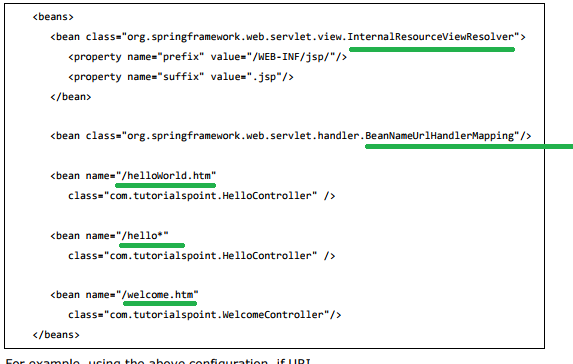 <beans>
<bean class="org.springframework.web.servlet.view.InternalResourceViewResolver">
<property name="prefix" value="/WEB-INF/jsp/"/>
<property name="suffix" value=".jsp"/>
</bean>
<bean class="org.springframework.web.servlet.handler.BeanNameUrlHandlerMapping"/>
<bean name="/helloWorld.htm"
class="com.tutorialspoint.HelloController" />
<bean name="/hello*"
class="com.tutorialspoint.HelloController" />
<bean name="/welcome.htm"
class="com.tutorialspoint.WelcomeController"/>
</beans>
For example, using the above configuration, if URI